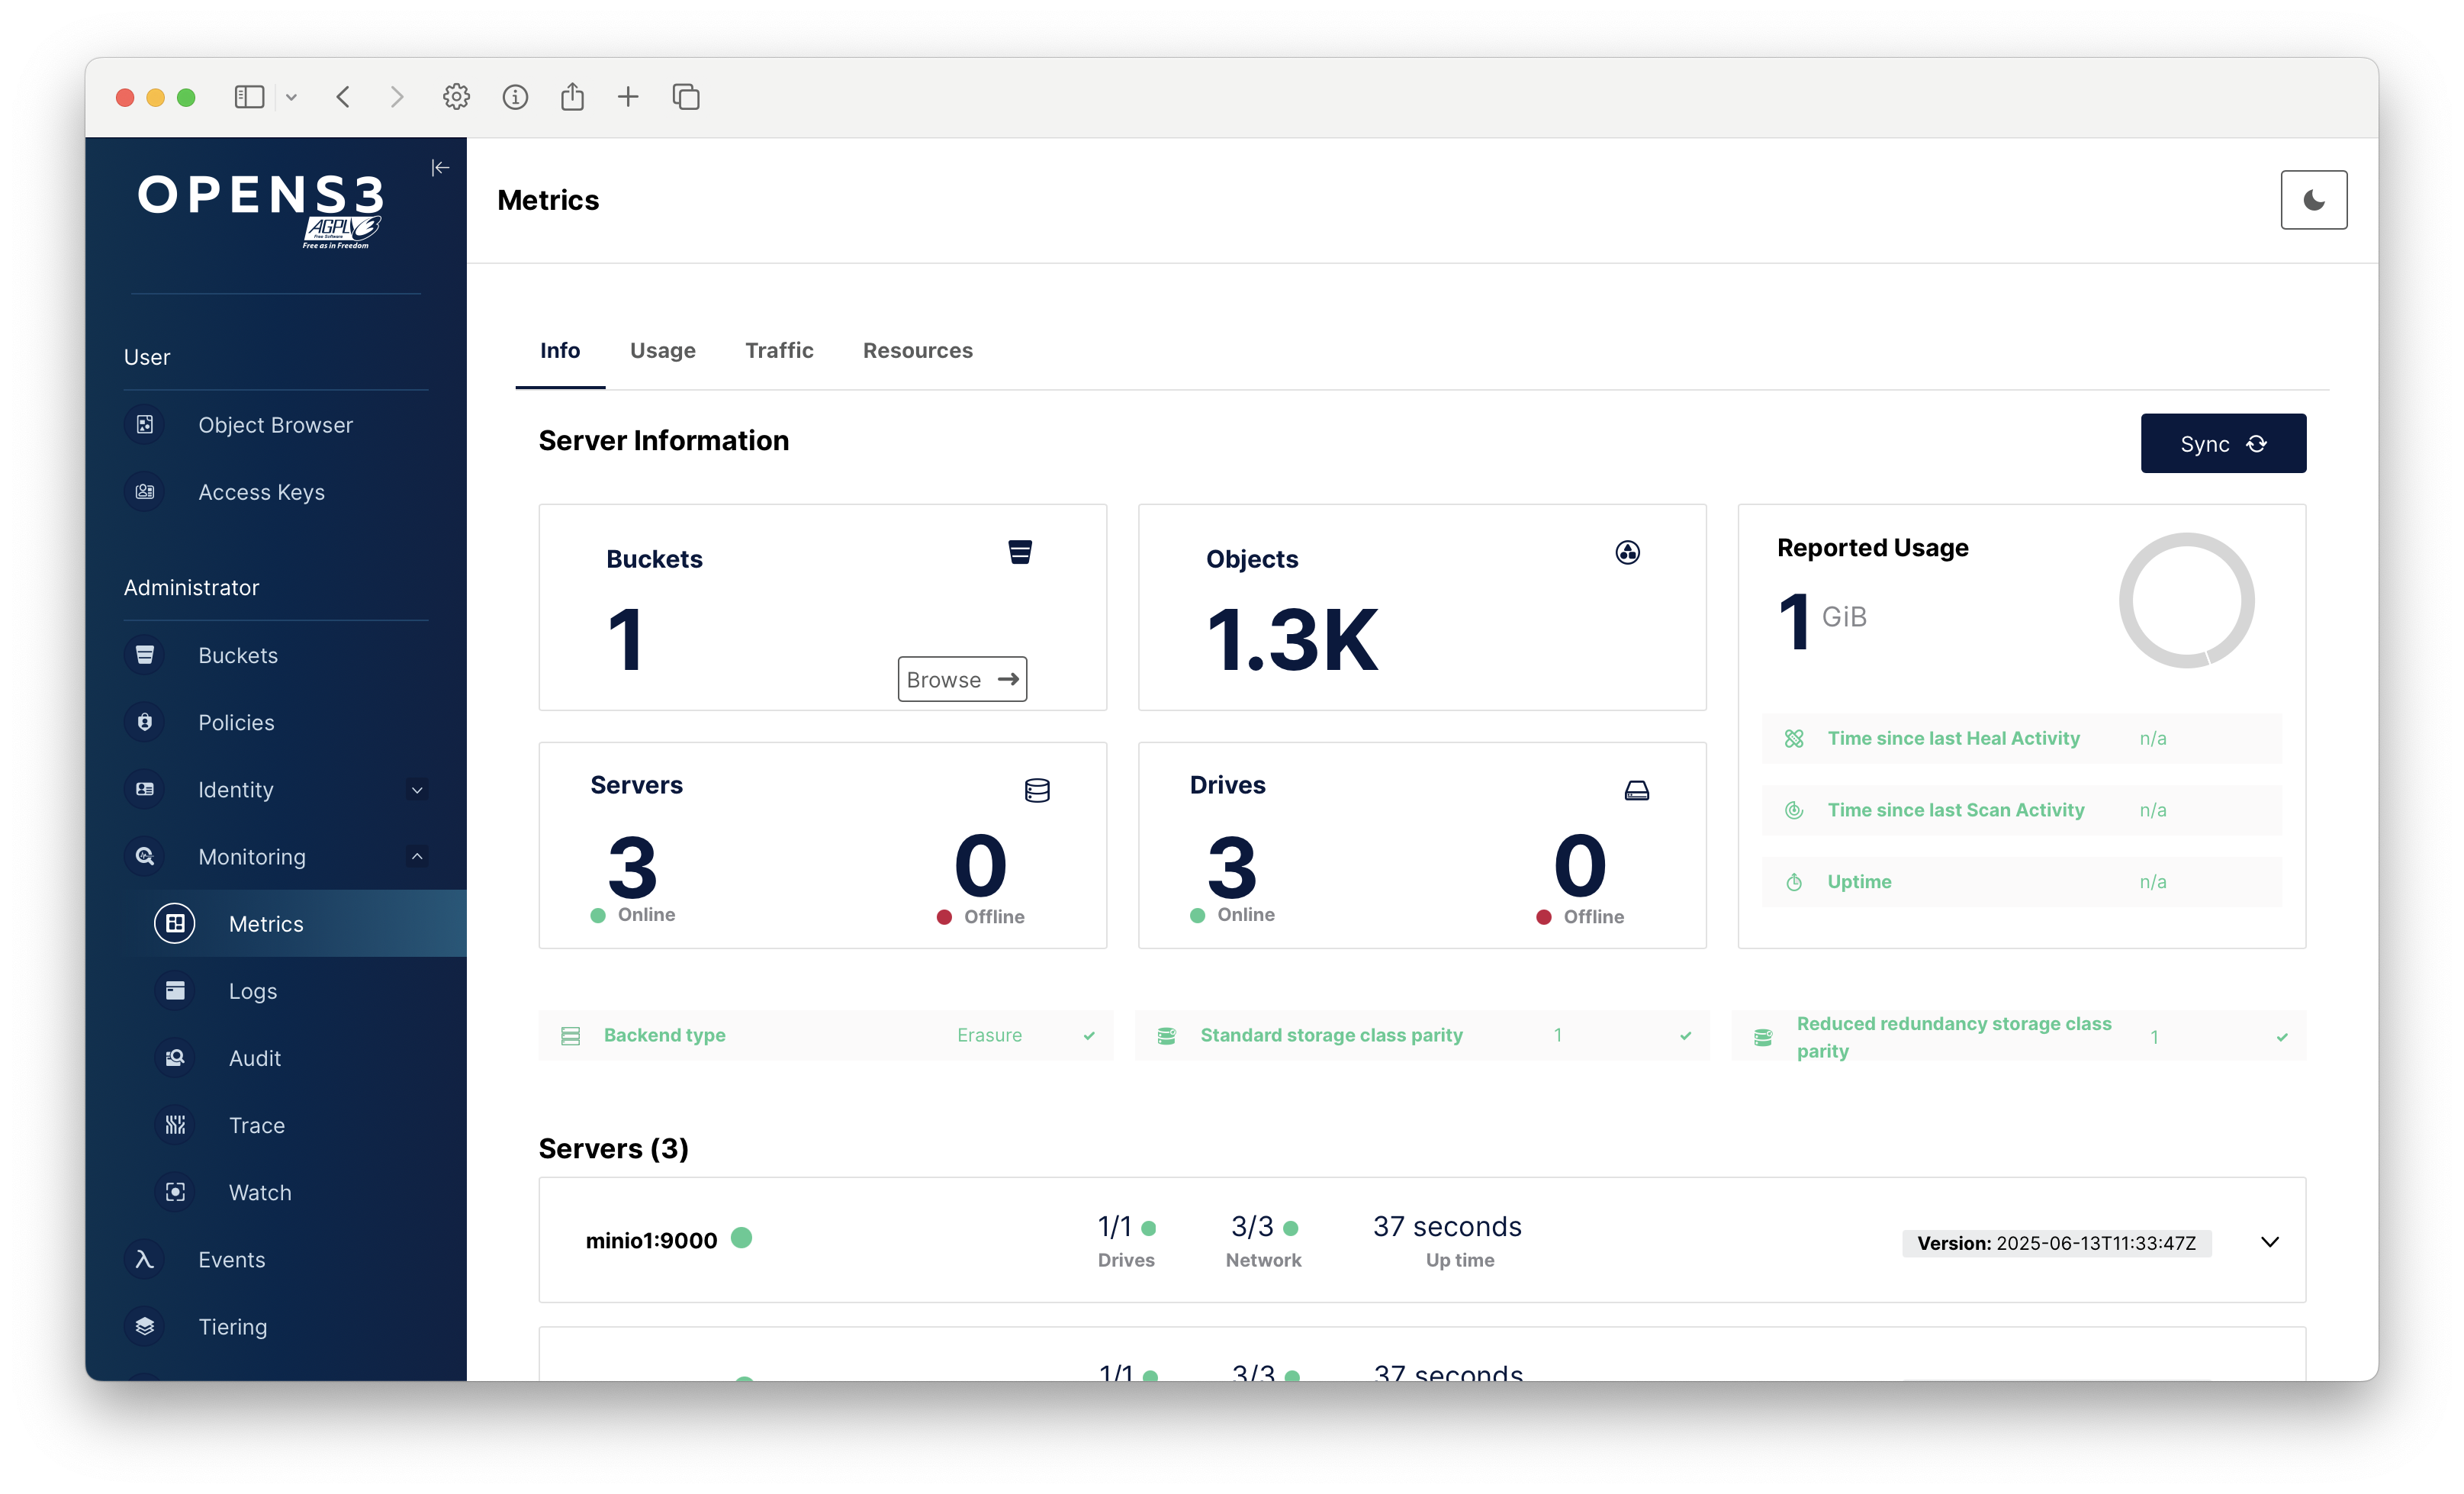 OPENS3
AGPLv3
Free Software
Free as in Freedom
User
Object Browser
Access Keys
Administrator
Buckets
Policies
Identity
Monitoring
Metrics
Logs
Audit
Trace
Watch
Events
Tiering
Metrics
Info Usage Traffic Resources
Server Information
Sync
Buckets
1
Browse
Objects
1.3K
Reported Usage
1 GiB
Time since last Heal Activity n/a
Time since last Scan Activity n/a
Uptime n/a
Servers
3 0
Online Offline
Drives
3 0
Online Offline
Backend type Erasure
Standard storage class parity 1
Reduced redundancy storage class
parity 1
Servers (3)
minio1:9000
1/1 3/3 37 seconds
Drives Network Up time
Version: 2025-06-13T11:33:47Z
1/1 3/3 37 seconds